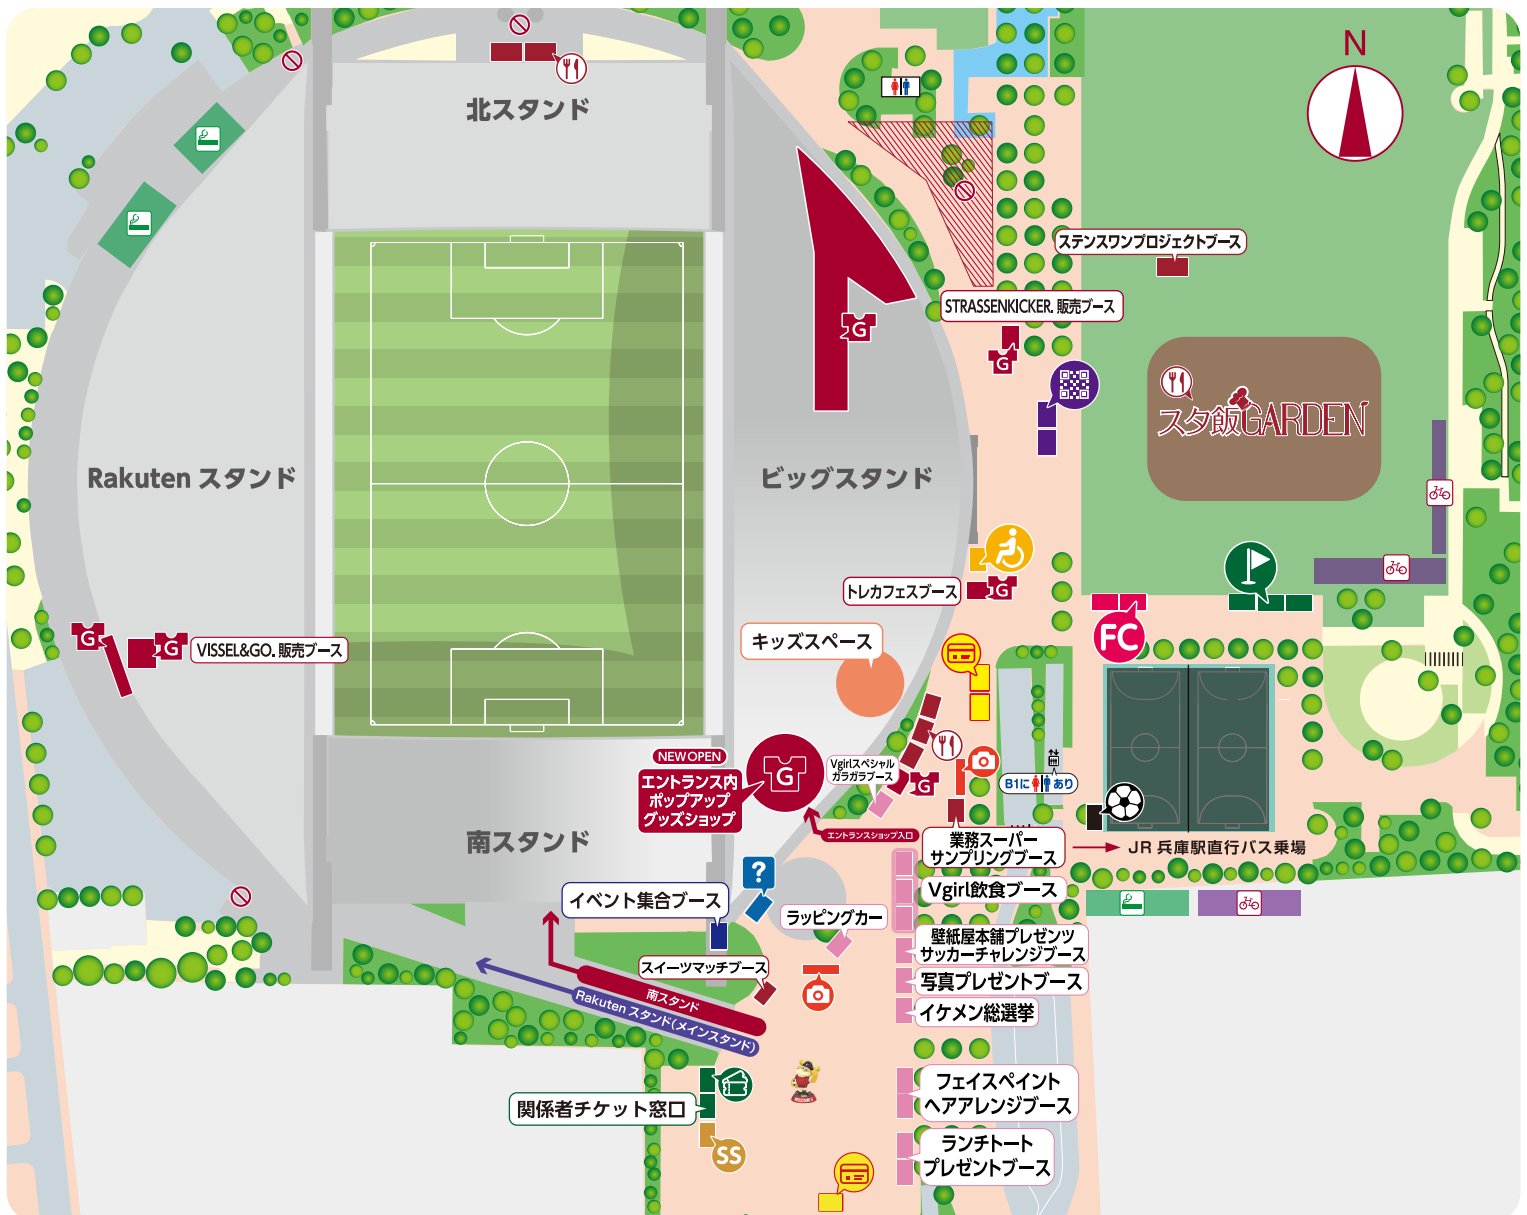 N
北スタンド
ステンスワンプロジェクトブース
STRASSENKICKER. 販売ブース
G
G
スタ飯GARDEN
Rakuten スタンド
ビッグスタンド
トレカフェスブース
G
FC
G
G
VISSEL&GO. 販売ブース
キッズスペース
NEW OPEN
エントランス内
ポップアップ
グッズショップ
G
Vgirlスペシャル
ガラガラブース
G
B1に
あり
エントランスショップ入口
南スタンド
業務スーパー
サンプリングブース
JR 兵庫駅直行バス乗場
?
イベント集合ブース
Vgirl飲食ブース
ラッピングカー
壁紙屋本舗プレゼンツ
サッカーチャレンジブース
スイーツマッチブース
写真プレゼントブース
南スタンド
Rakuten スタンド(メインスタンド)
イケメン総選挙
フェイスペイント
ヘアアレンジブース
関係者チケット窓口
SS
ランチトート
プレゼントブース